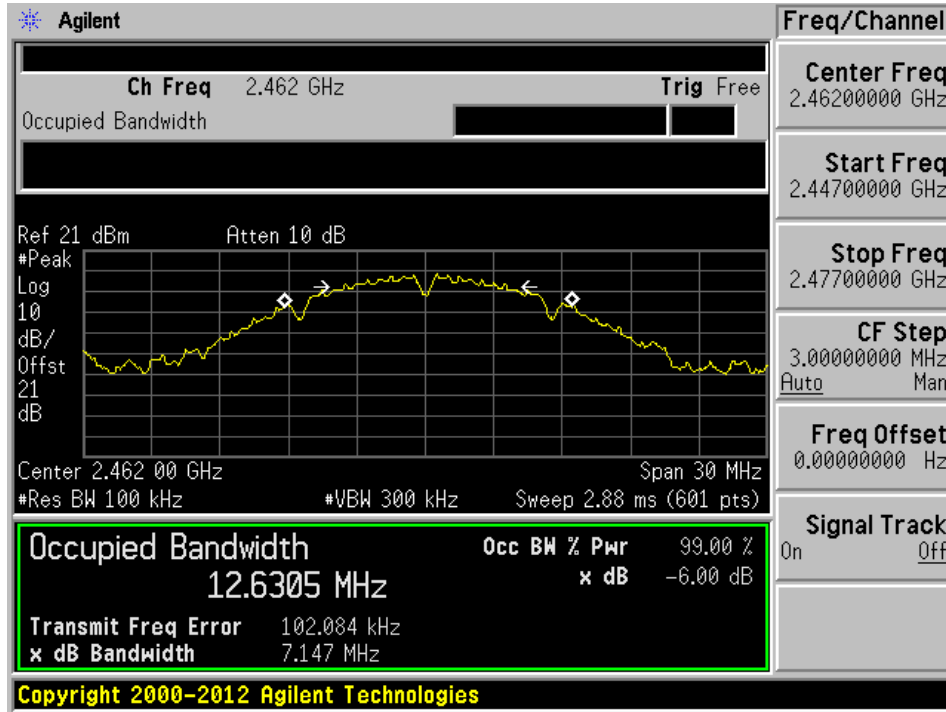 Agilent
Freq/Channel
Ch Freq 2.462 GHz Trig Free
Occupied Bandwidth
Center Freq
2.46200000 GHz
Start Freq
2.44700000 GHz
Stop Freq
2.47700000 GHz
CF Step
3.00000000 MHz
Auto Man
Freq Offset
0.00000000 Hz
Signal Track
On Off
Ref 21 dBm Atten 10 dB
#Peak
Log
10
dB/
Offst
21
dB
Center 2.462 00 GHz Span 30 MHz
#Res BW 100 kHz #VBW 300 kHz Sweep 2.88 ms (601 pts)
Occupied Bandwidth Occ BW % Pwr 99.00 %
12.6305 MHz x dB -6.00 dB
Transmit Freq Error 102.084 kHz
x dB Bandwidth 7.147 MHz
Copyright 2000-2012 Agilent Technologies